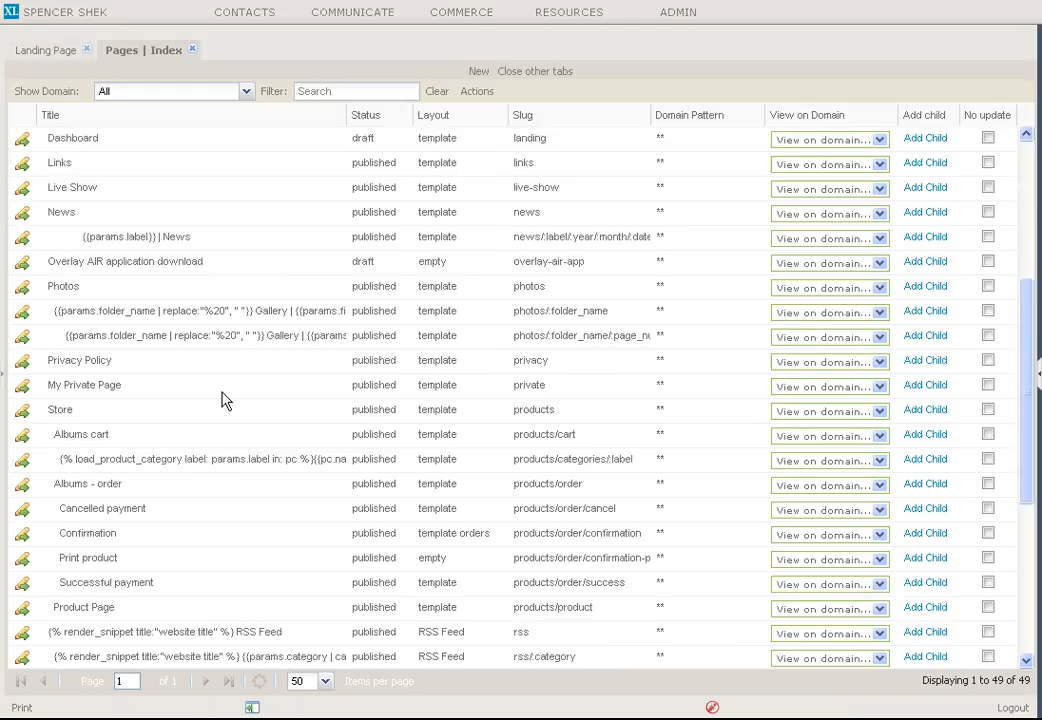 XL SPENCER SHEK CONTACTS COMMUNICATE COMMERCE RESOURCES ADMIN
Landing Page Pages | Index
New Close other tabs
Show Domain: All Filter: Search Clear Actions
Title Status Layout Slug Domain Pattern View on Domain Add child No update
Dashboard draft template landing ** View on domain... Add Child
Links published template links ** View on domain... Add Child
Live Show published template live-show ** View on domain... Add Child
News published template news ** View on domain... Add Child
{{params.label}} | News published template news/:label/:year/:month/:date ** View on domain... Add Child
Overlay AIR application download draft empty overlay-air-app ** View on domain... Add Child
Photos published template photos ** View on domain... Add Child
{{params.folder_name | replace:"%20", " "}} Gallery | {{params.fi published template photos/:folder_name ** View on domain... Add Child
{{params.folder_name | replace:"%20", " "}} Gallery | {{params published template photos/:folder_name/:page_nu ** View on domain... Add Child
Privacy Policy published template privacy ** View on domain... Add Child
My Private Page published template private ** View on domain... Add Child
Store published template products ** View on domain... Add Child
Albums cart published template products/cart ** View on domain... Add Child
{% load_product_category label: params.label in: pc %}{{pc.na published template products/categories/:label ** View on domain... Add Child
Albums - order published template products/order ** View on domain... Add Child
Cancelled payment published template products/order/cancel ** View on domain... Add Child
Confirmation published template orders products/order/confirmation ** View on domain... Add Child
Print product published empty products/order/confirmation-p ** View on domain... Add Child
Successful payment published template products/order/success ** View on domain... Add Child
Product Page published template products/product ** View on domain... Add Child
{% render_snippet title:"website title" %} RSS Feed published RSS Feed rss ** View on domain... Add Child
{% render_snippet title:"website title" %} {{params.category | ca published RSS Feed rss/:category ** View on domain... Add Child
Page 1 of 1 50 Items per page Displaying 1 to 49 of 49
Print Logout